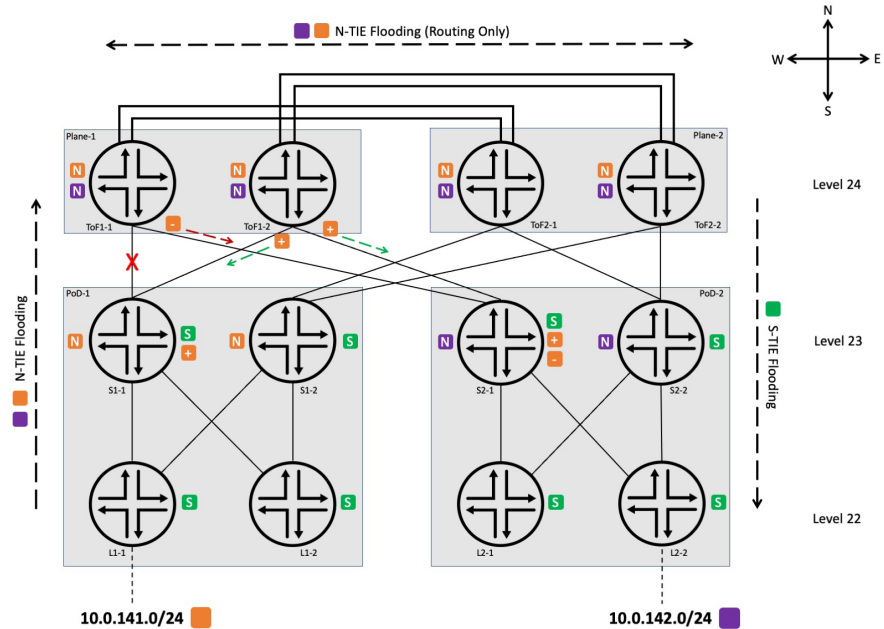 N-TIE Flooding (Routing Only)
N
W
E
S
Plane-1
Plane-2
N
N
N
N
N
N
N
N
Level 24
ToF1-1
ToF1-2
ToF2-1
ToF2-2
-
+
+
X
PoD-1
PoD-2
N-TIE Flooding
S-TIE Flooding
N
S
+
N
S
N
S
+
-
N
S
Level 23
S1-1
S1-2
S2-1
S2-2
S
S
S
S
Level 22
L1-1
L1-2
L2-1
L2-2
10.0.141.0/24
10.0.142.0/24